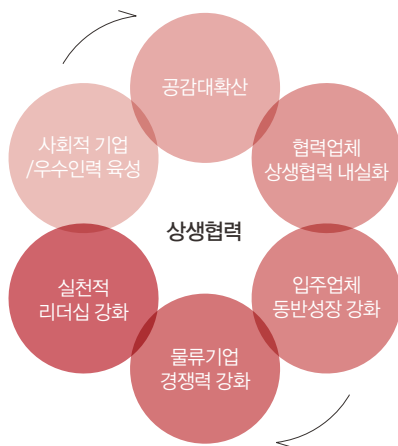 공감대확산
협력업체
상생협력 내실화
입주업체
동반성장 강화
물류기업
경쟁력 강화
실천적
리더십 강화
사회적 기업
/우수인력 육성
상생협력